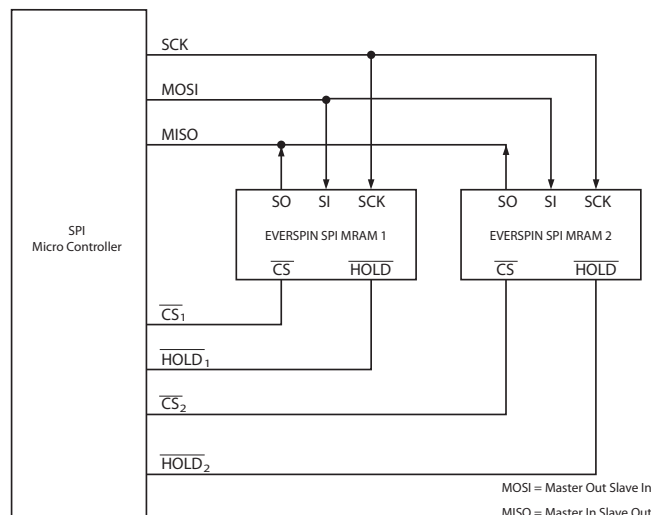 SCK
MOSI
MISO
SO SI SCK
EVERSPIN SPI MRAM 1
CS HOLD
SO SI SCK
EVERSPIN SPI MRAM 2
CS HOLD
SPI
Micro Controller
CS₁
HOLD₁
CS₂
HOLD₂
MOSI = Master Out Slave In
MISO = Master In Slave Out